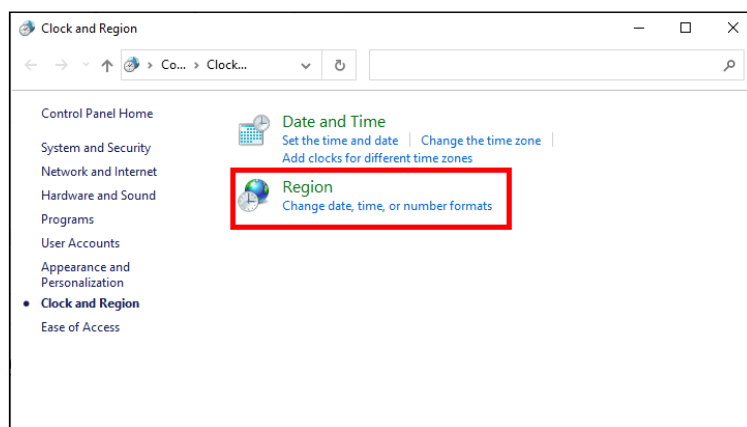 Clock and Region
Co... > Clock...
Control Panel Home
System and Security
Network and Internet
Hardware and Sound
Programs
User Accounts
Appearance and
Personalization
Clock and Region
Ease of Access
Date and Time
Set the time and date | Change the time zone |
Add clocks for different time zones
Region
Change date, time, or number formats